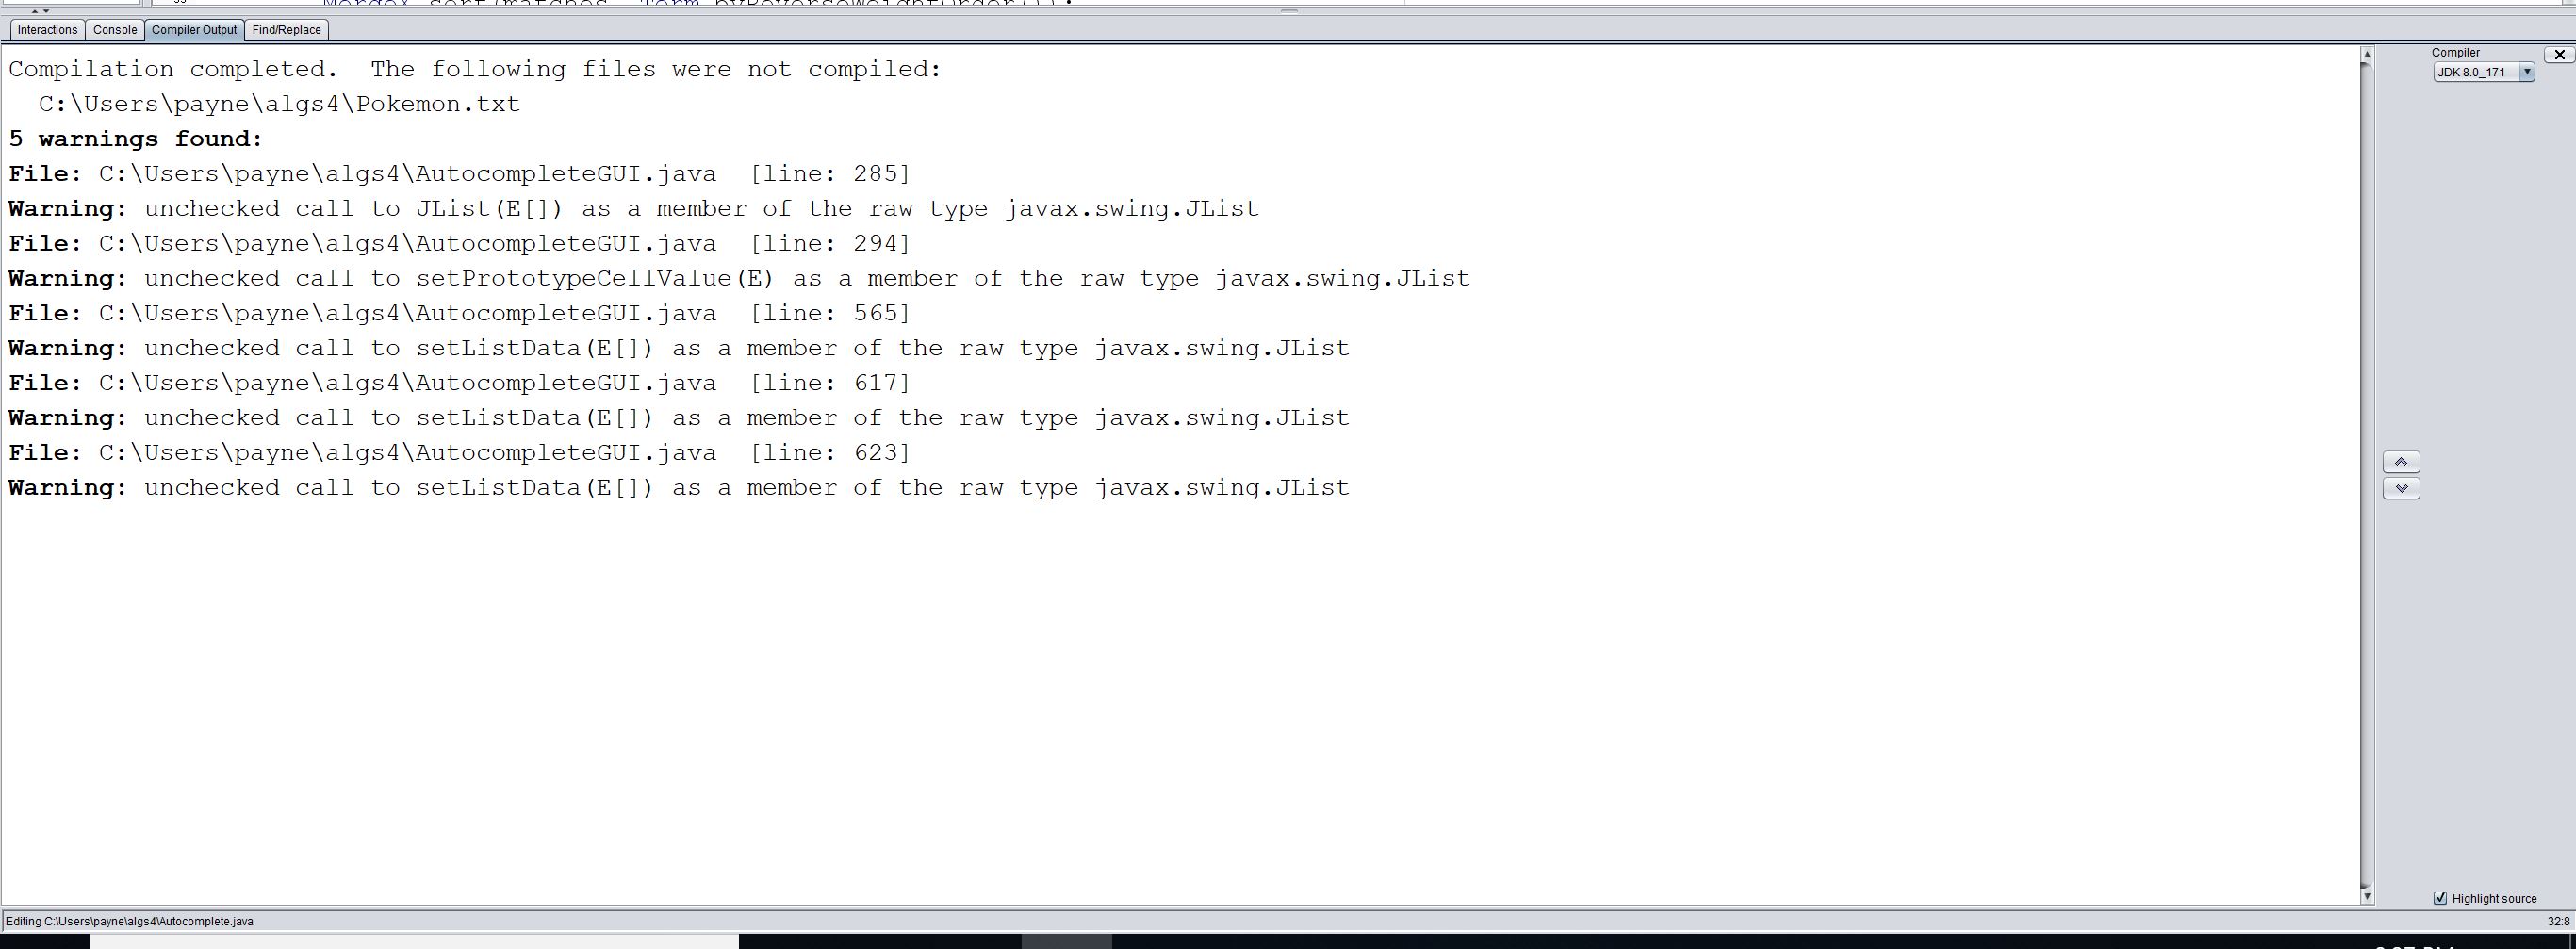 Interactions Console Compiler Output Find/Replace
Compiler
JDK 8.0_171
Compilation completed.  The following files were not compiled:
  C:\Users\payne\algs4\Pokemon.txt
5 warnings found:
File: C:\Users\payne\algs4\AutocompleteGUI.java  [line: 285]
Warning: unchecked call to JList(E[]) as a member of the raw type javax.swing.JList
File: C:\Users\payne\algs4\AutocompleteGUI.java  [line: 294]
Warning: unchecked call to setPrototypeCellValue(E) as a member of the raw type javax.swing.JList
File: C:\Users\payne\algs4\AutocompleteGUI.java  [line: 565]
Warning: unchecked call to setListData(E[]) as a member of the raw type javax.swing.JList
File: C:\Users\payne\algs4\AutocompleteGUI.java  [line: 617]
Warning: unchecked call to setListData(E[]) as a member of the raw type javax.swing.JList
File: C:\Users\payne\algs4\AutocompleteGUI.java  [line: 623]
Warning: unchecked call to setListData(E[]) as a member of the raw type javax.swing.JList
Highlight source
Editing C:\Users\payne\algs4\Autocomplete.java
32:8